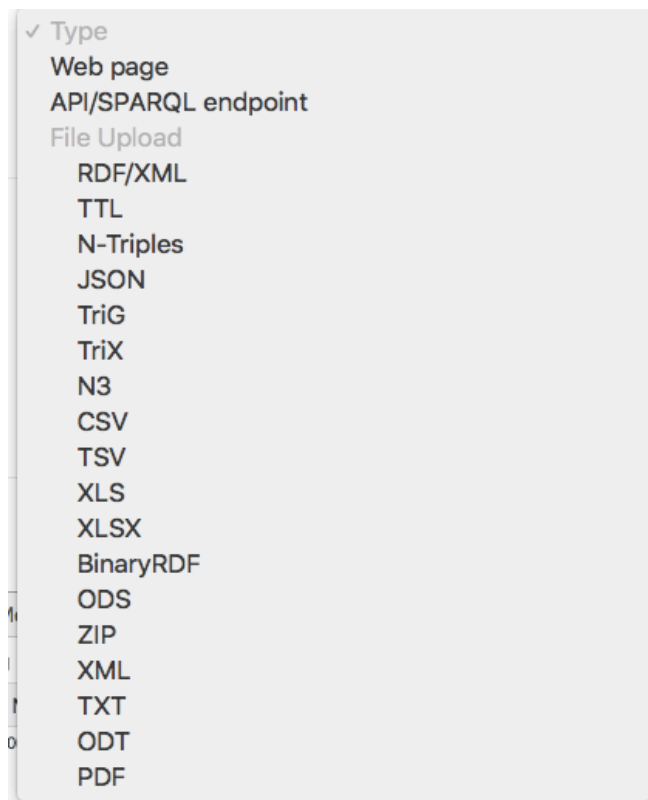 ✓ Type
Web page
API/SPARQL endpoint
File Upload
RDF/XML
TTL
N-Triples
JSON
TriG
TriX
N3
CSV
TSV
XLS
XLSX
BinaryRDF
ODS
ZIP
XML
TXT
ODT
PDF